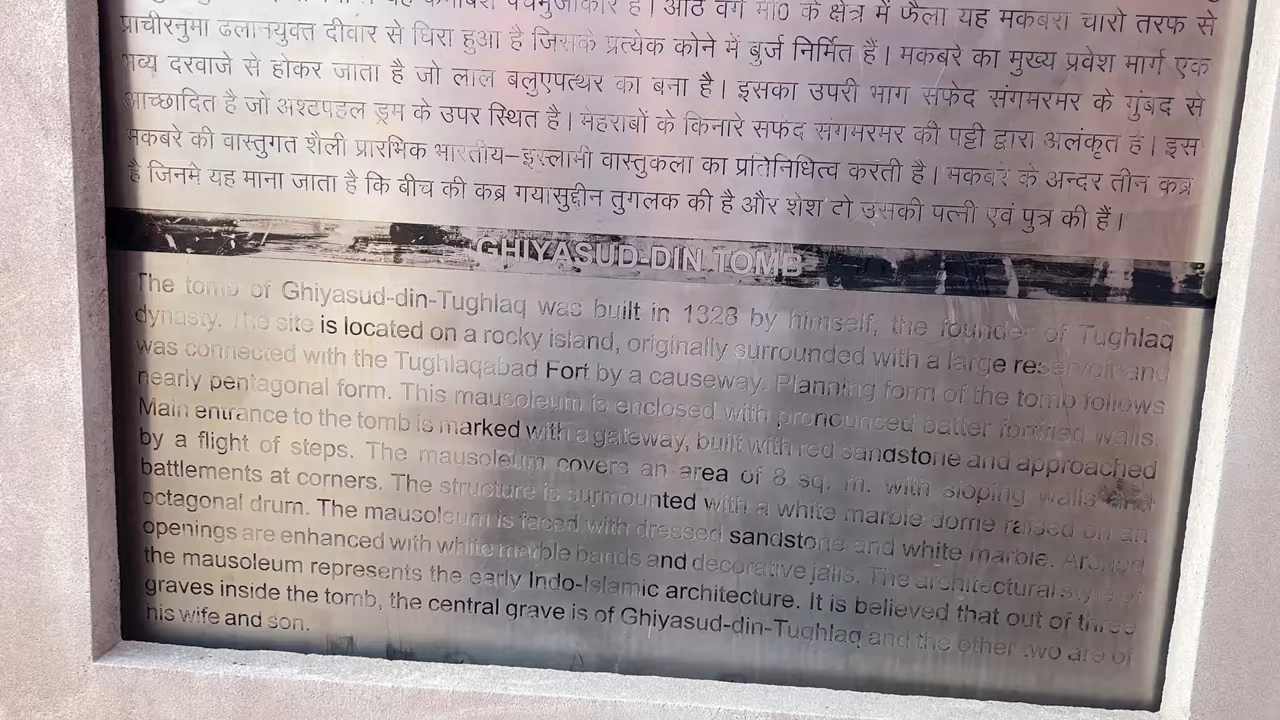 यह मकबरा पंचभुजाकार है। आठ वर्ग मी0 के क्षेत्र में फैला यह मकबरा चारो तरफ से
प्राचीरनुमा ढलानयुक्त दीवार से घिरा हुआ है जिसके प्रत्येक कोने में बुर्ज निर्मित हैं। मकबरे का मुख्य प्रवेश मार्ग एक
भव्य दरवाजे से होकर जाता है जो लाल बलुएपत्थर का बना है। इसका उपरी भाग सफेद संगमरमर के गुंबद से
आच्छादित है जो अश्टपहल ड्रम के उपर स्थित है। मेहराबों के किनारे सफेद संगमरमर की पट्टी द्वारा अलंकृत है। इस
मकबरे की वास्तुगत शैली प्रारभिक भारतीय–इस्लामी वास्तुकला का प्रतिनिधित्व करती है। मकबरे के अन्दर तीन कब्र
है जिनमे यह माना जाता है कि बीच की कब्र गयासुद्दीन तुगलक की है और शेश टो उसकी पत्नी एवं पुत्र की हैं।
GHIYASUD-DIN TOMB
The tomb of Ghiyasud-din-Tughlaq was built in 1328 by himself, the founder of Tughlaq
dynasty. The site is located on a rocky island, originally surrounded with a large reservoir and
was connected with the Tughlaqabad Fort by a causeway. Planning form of the tomb follows
nearly pentagonal form. This mausoleum is enclosed with pronounced batter fortified walls.
Main entrance to the tomb is marked with a gateway, built with red sandstone and approached
by a flight of steps. The mausoleum covers an area of 8 sq. m. with sloping walls and
battlements at corners. The structure is surmounted with a white marble dome raised on an
octagonal drum. The mausoleum is faced with dressed sandstone and white marble. Around
openings are enhanced with white marble bands and decorative jalis. The architectural style of
the mausoleum represents the early Indo-Islamic architecture. It is believed that out of three
graves inside the tomb, the central grave is of Ghiyasud-din-Tughlaq and the other two are of
his wife and son.